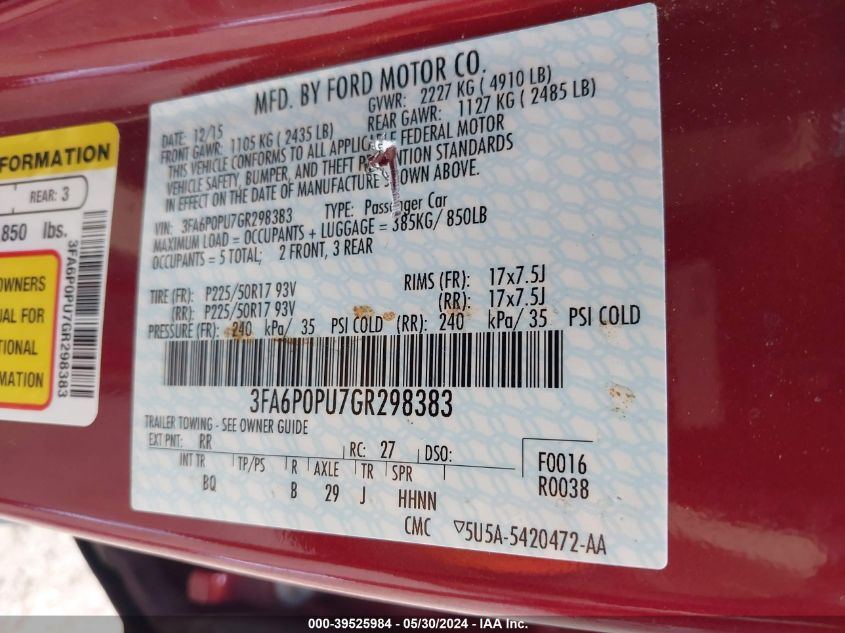 MFD. BY FORD MOTOR CO.
DATE: 12/15 GVWR: 2227 KG ( 4910 LB)
FRONT GAWR: 1105 KG ( 2435 LB) REAR GAWR: 1127 KG ( 2485 LB)
THIS VEHICLE CONFORMS TO ALL APPLICABLE FEDERAL MOTOR
VEHICLE SAFETY, BUMPER, AND THEFT PREVENTION STANDARDS
IN EFFECT ON THE DATE OF MANUFACTURE SHOWN ABOVE.
VIN: 3FA6P0PU7GR298383 TYPE: Passenger Car
MAXIMUM LOAD = OCCUPANTS + LUGGAGE = 385KG/ 850LB
OCCUPANTS = 5 TOTAL; 2 FRONT, 3 REAR
TIRE (FR): P225/50R17 93V RIMS (FR): 17x7.5J
(RR): P225/50R17 93V (RR): 17x7.5J
PRESSURE (FR): 240 kPa/ 35 PSI COLD (RR): 240 kPa/ 35 PSI COLD
3FA6P0PU7GR298383
TRAILER TOWING - SEE OWNER GUIDE
EXT PNT: RR RC: 27 DSO:
INT TR TP/PS R AXLE TR SPR
BQ B 29 J HHNN
F0016
R0038
CMC ▽5U5A-5420472-AA
FORMATION
REAR: 3
850 lbs.
3FA6P0PU7GR298383
OWNERS
UAL FOR
TIONAL
MATION
000-39525984 - 05/30/2024 - IAA Inc.